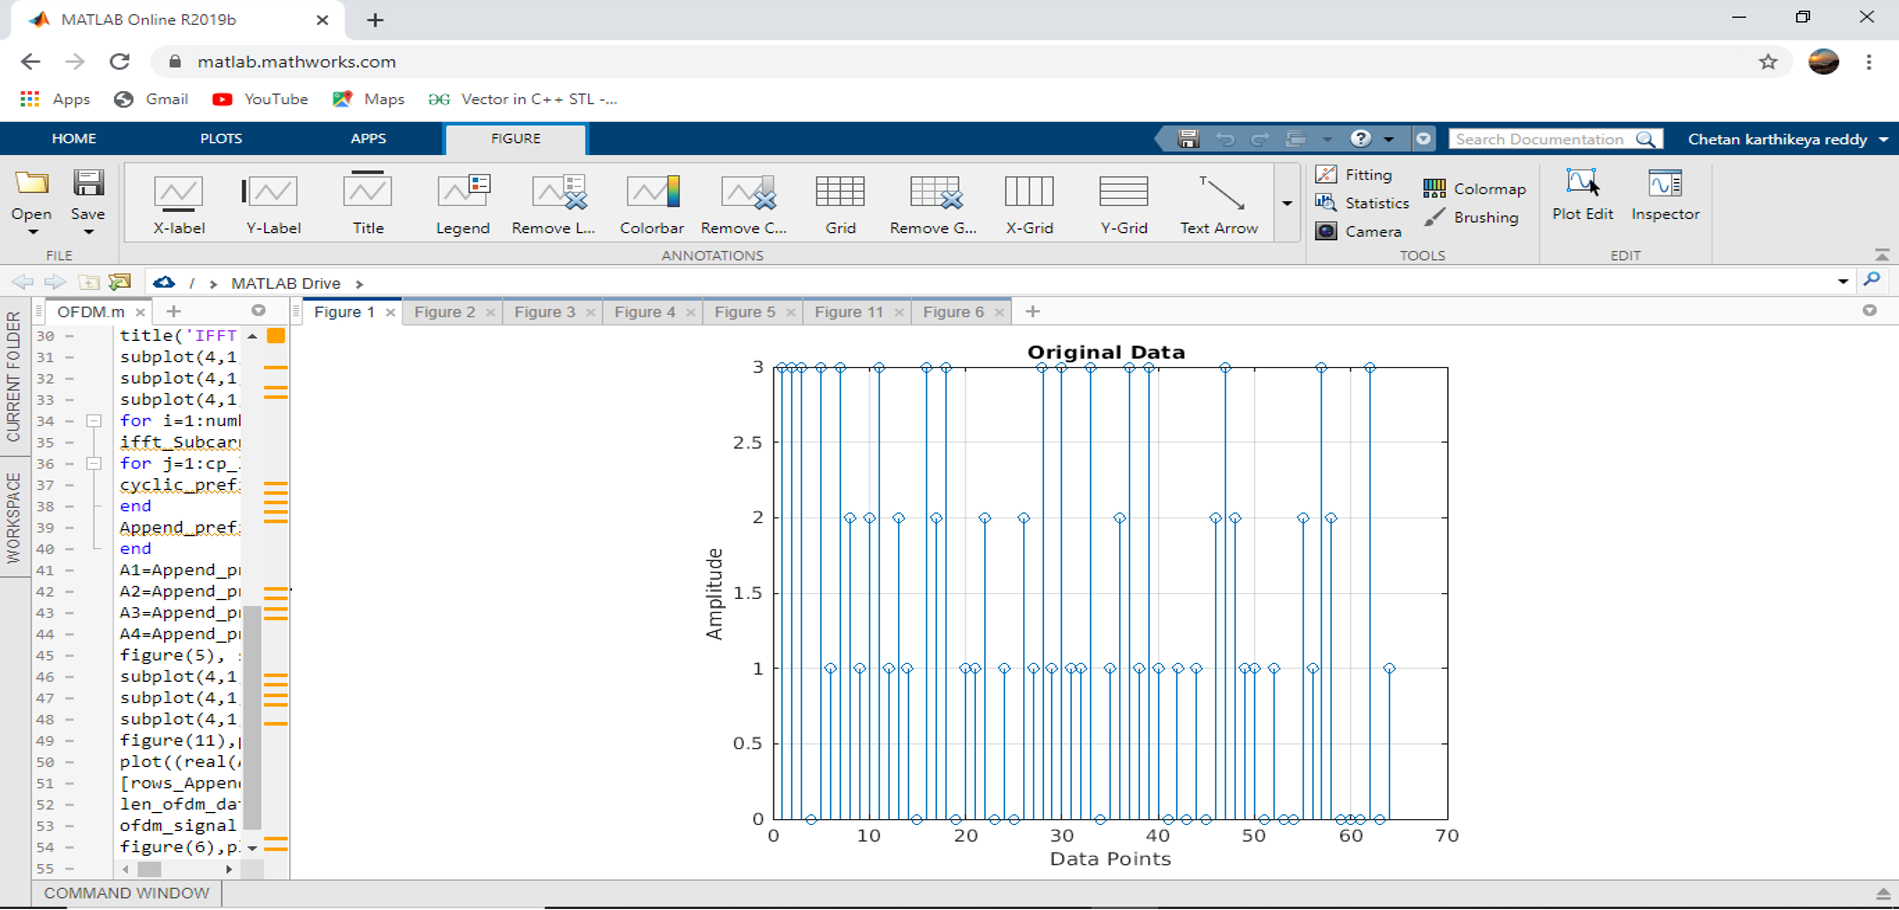 MATLAB Online R2019b
matlab.mathworks.com
Apps Gmail YouTube Maps Vector in C++ STL -...
HOME PLOTS APPS FIGURE Search Documentation Chetan karthikeya reddy
Open Save X-label Y-Label Title Legend Remove L... Colorbar Remove C... Grid Remove G... X-Grid Y-Grid Text Arrow Fitting Statistics Camera Colormap Brushing Plot Edit Inspector
FILE ANNOTATIONS TOOLS EDIT
/ MATLAB Drive
CURRENT FOLDER
WORKSPACE
OFDM.m
Figure 1 Figure 2 Figure 3 Figure 4 Figure 5 Figure 11 Figure 6
30 title('IFFT
31 subplot(4,1
32 subplot(4,1
33 subplot(4,1
34 for i=1:num
35 ifft_Subcar
36 for j=1:cp_
37 cyclic_pref
38 end
39 Append_pref
40 end
41 A1=Append_p
42 A2=Append_p
43 A3=Append_p
44 A4=Append_p
45 figure(5),
46 subplot(4,1
47 subplot(4,1
48 subplot(4,1
49 figure(11),
50 plot((real(
51 [rows_Appen
52 len_ofdm_da
53 ofdm_signal
54 figure(6),p
55
Original Data
3
2.5
2
1.5
1
0.5
0
Amplitude
0 10 20 30 40 50 60 70
Data Points
COMMAND WINDOW